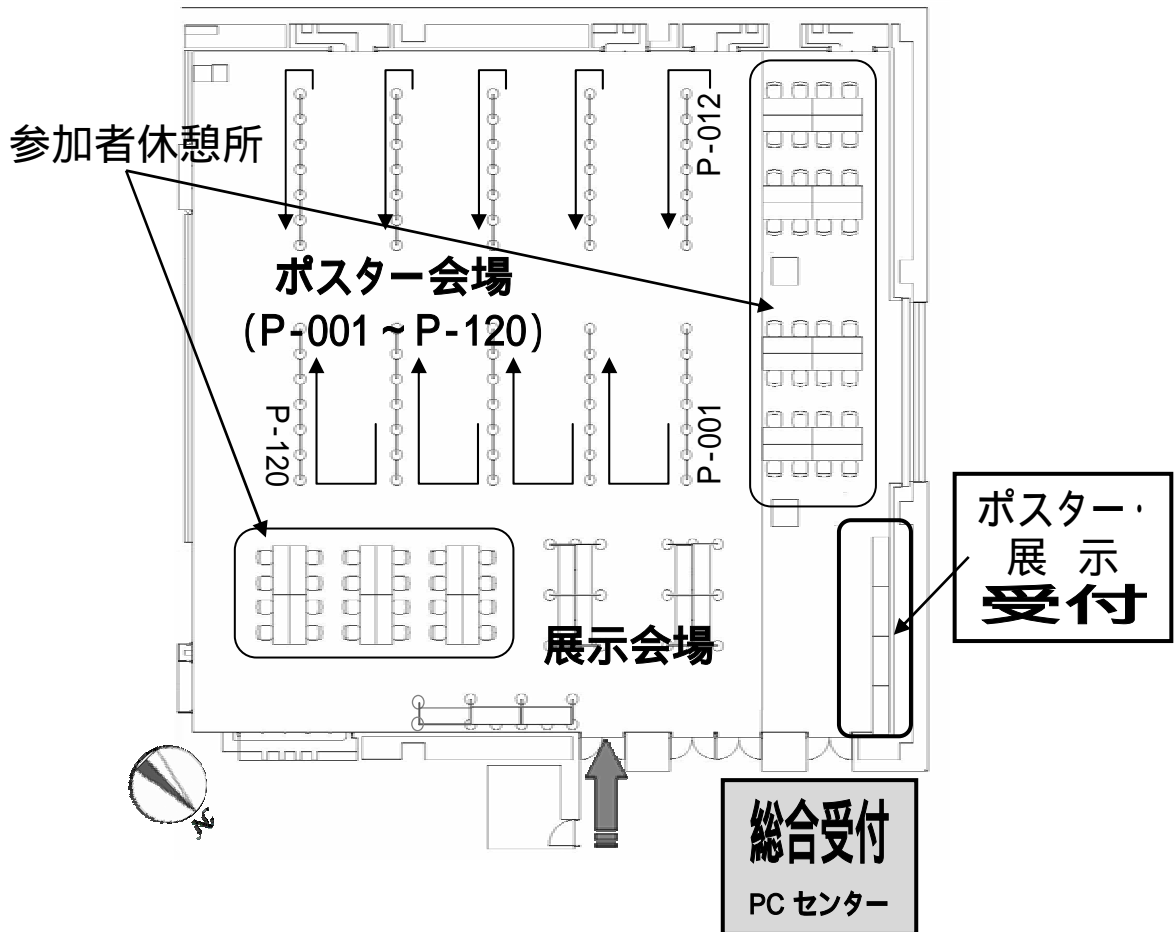 P-012
参加者休憩所
ポスター会場
(P-001 ~ P-120)
P-120
P-001
ポスター・
展 示
受付
展示会場
N
総合受付
PC センター